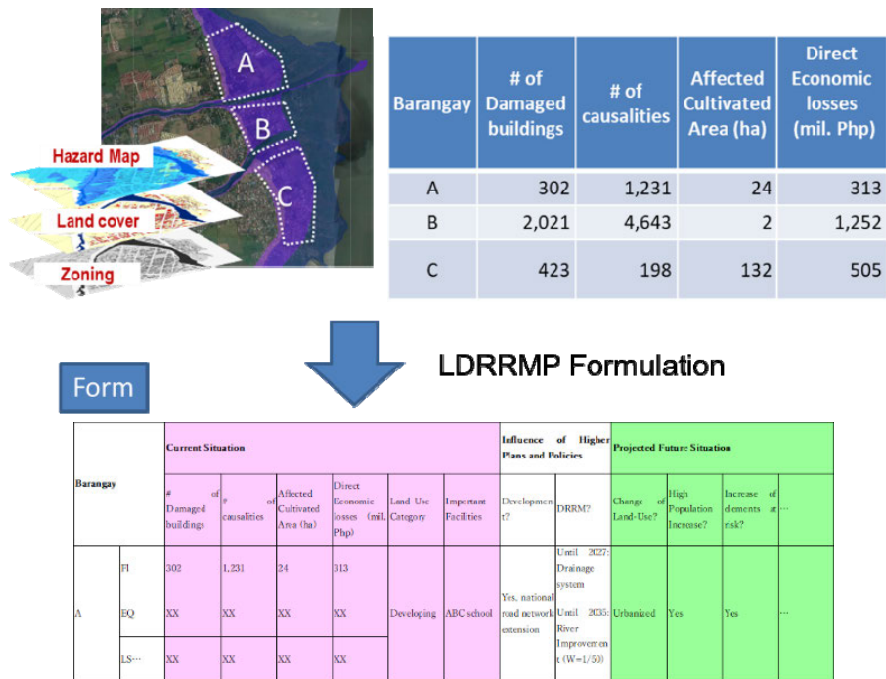 A
B
C
Hazard Map
Land cover
Zoning
Barangay
# of
Damaged
buildings
# of
causalities
Affected
Cultivated
Area (ha)
Direct
Economic
losses
(mil. Php)
A 302 1,231 24 313
B 2,021 4,643 2 1,252
C 423 198 132 505
LDRRMP Formulation
Form
Barangay
Current Situation
Influence of Higher
Plans and Policies
Projected Future Situation
# of
Damaged
buildings
# of
causalities
Affected
Cultivated
Area (ha)
Direct
Economic
losses (mil.
Php)
Land Use
Category
Important
Facilities
Developmen
t?
DRRM?
Change of
Land-Use?
High
Population
Increase?
Increase of
elements at
risk?
...
A
Fl 302 1,231 24 313
EQ XX XX XX XX
LS… XX XX XX XX
Developing
ABC school
Yes, national
road network
extension
Until 2027:
Drainage
system
Until 2035:
River
Improvemen
t (W=1/50)
Urbanized
Yes
Yes
...